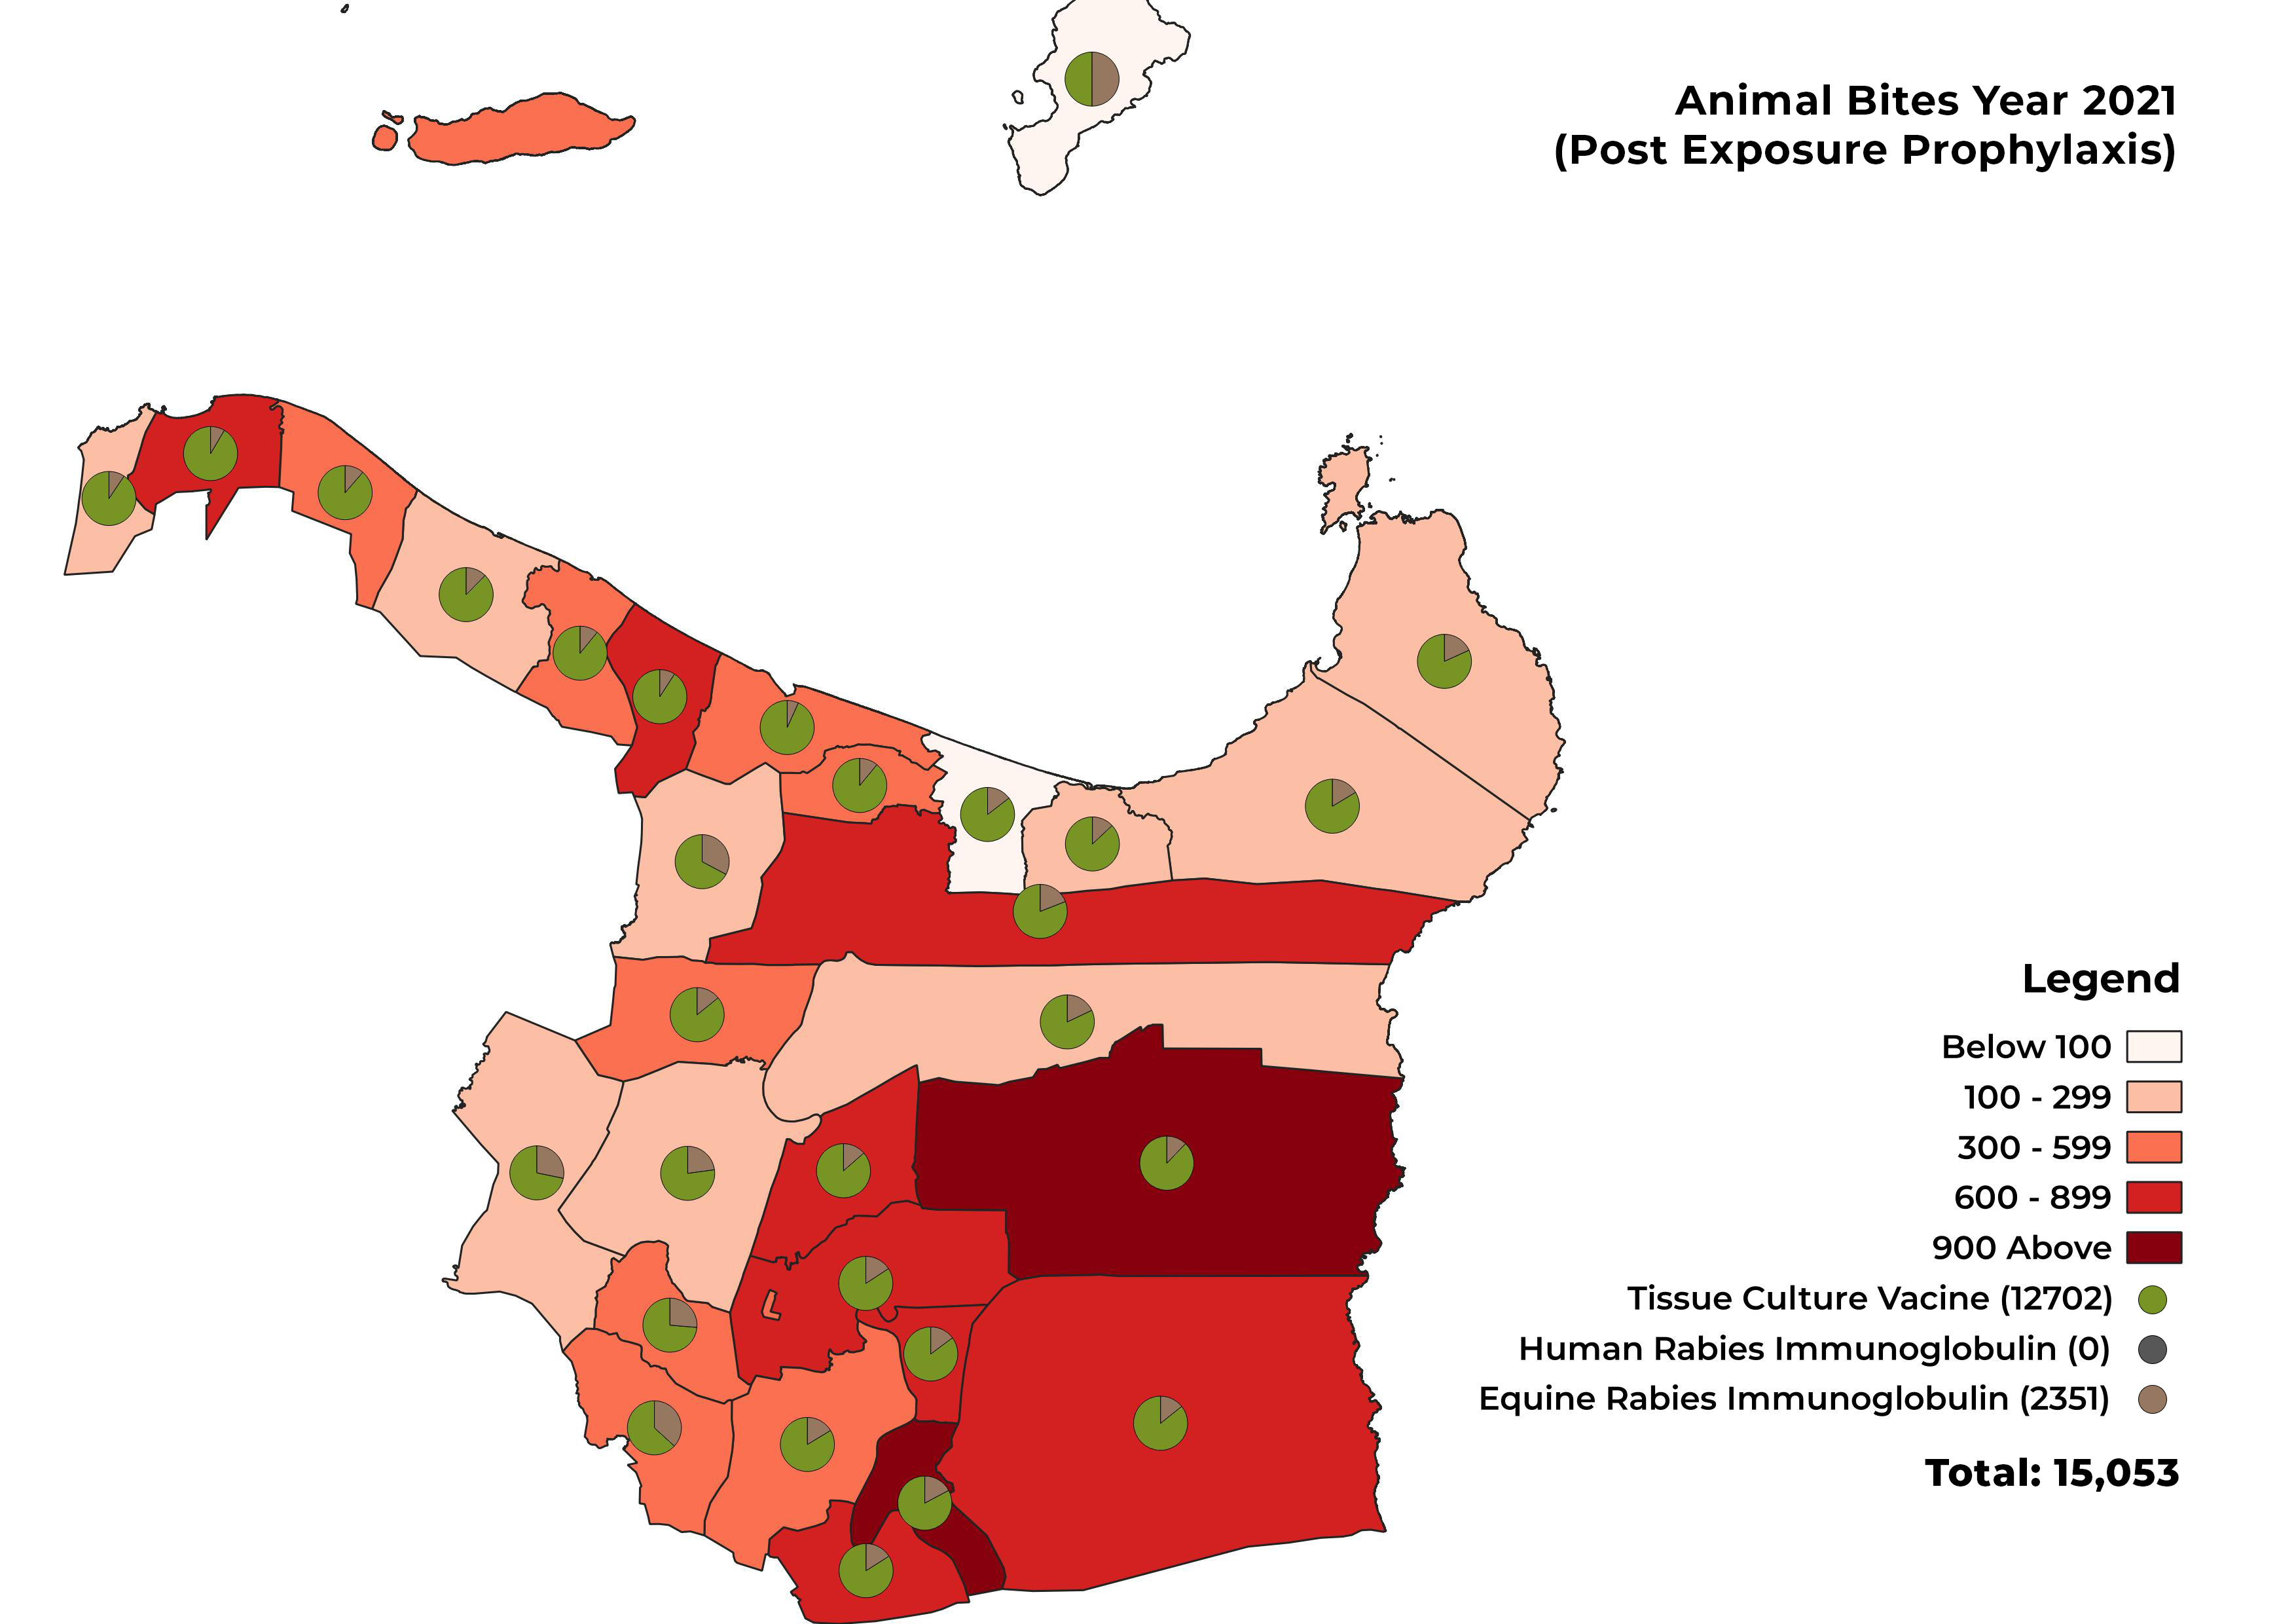 Animal Bites Year 2021
(Post Exposure Prophylaxis)
Legend
Below 100
100 - 299
300 - 599
600 - 899
900 Above
Tissue Culture Vacine (12702)
Human Rabies Immunoglobulin (0)
Equine Rabies Immunoglobulin (2351)
Total: 15,053